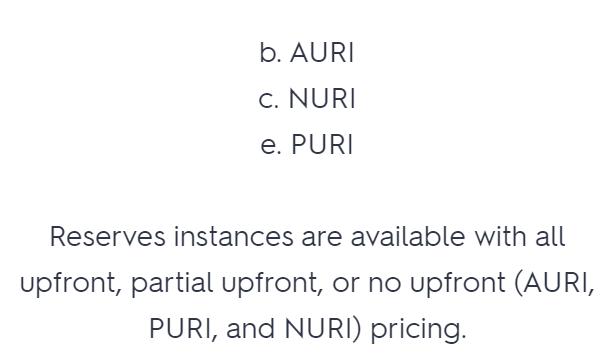 b. AURI
c. NURI
e. PURI
Reserves instances are available with all
upfront, partial upfront, or no upfront (AURI,
PURI, and NURI) pricing.